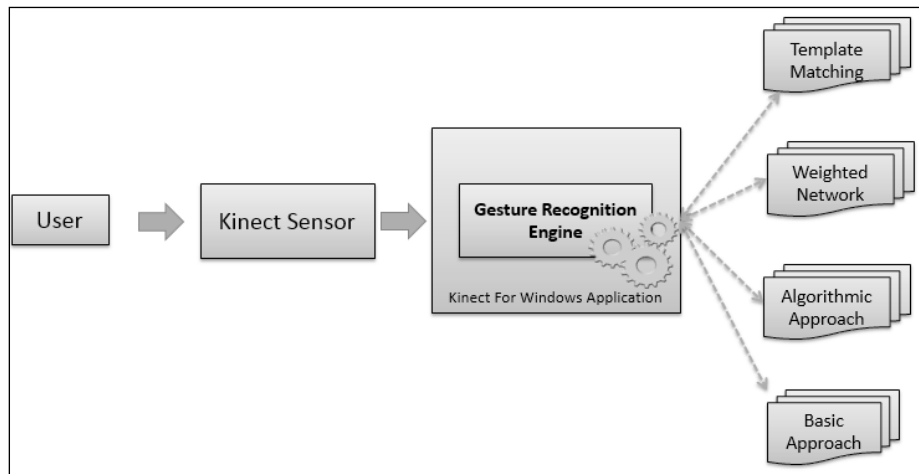 User
Kinect Sensor
Gesture Recognition
Engine
Kinect For Windows Application
Template
Matching
Weighted
Network
Algorithmic
Approach
Basic
Approach